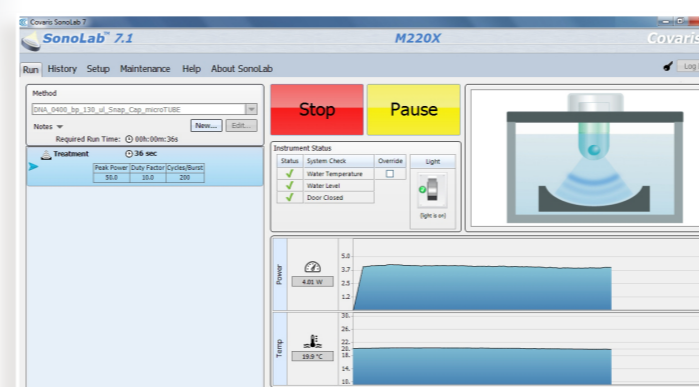 Covaris SonoLab 7
SonoLab™ 7.1
M220X
Covaris
Run History Setup Maintenance Help About SonoLab
Log
Method
DNA_0400_bp_130_ul_Snap_Cap_microTUBE
Notes
New... Edit...
Required Run Time: 00h:00m:36s
Treatment 36 sec
Peak Power Duty Factor Cycles/Burst
50.0 10.0 200
Stop
Pause
Instrument Status
Status System Check Override Light
Water Temperature
Water Level
Door Closed
(light is on)
Power
4.81 W
5.0
3.7
2.5
1.2
Temp
19.9 °C
30.
26.
22.
20.
18.
14.
10.